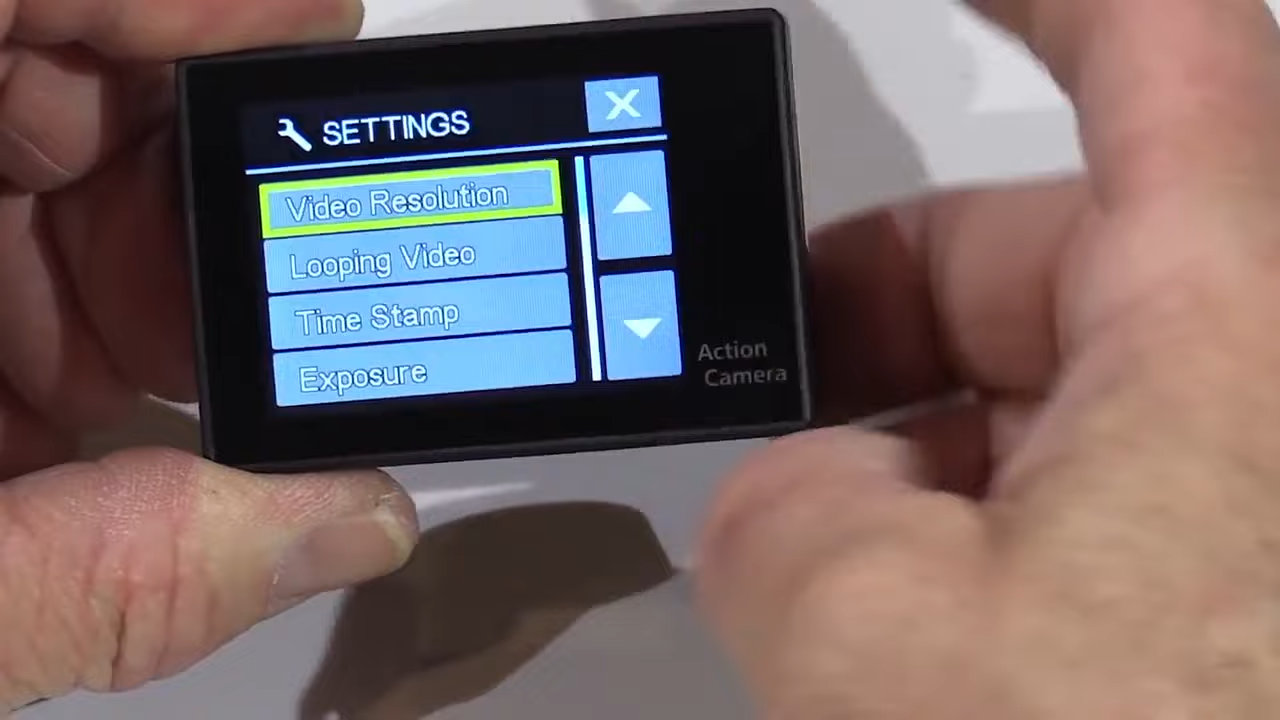 SETTINGS
X
Video Resolution
Looping Video
Time Stamp
Exposure
Action
Camera